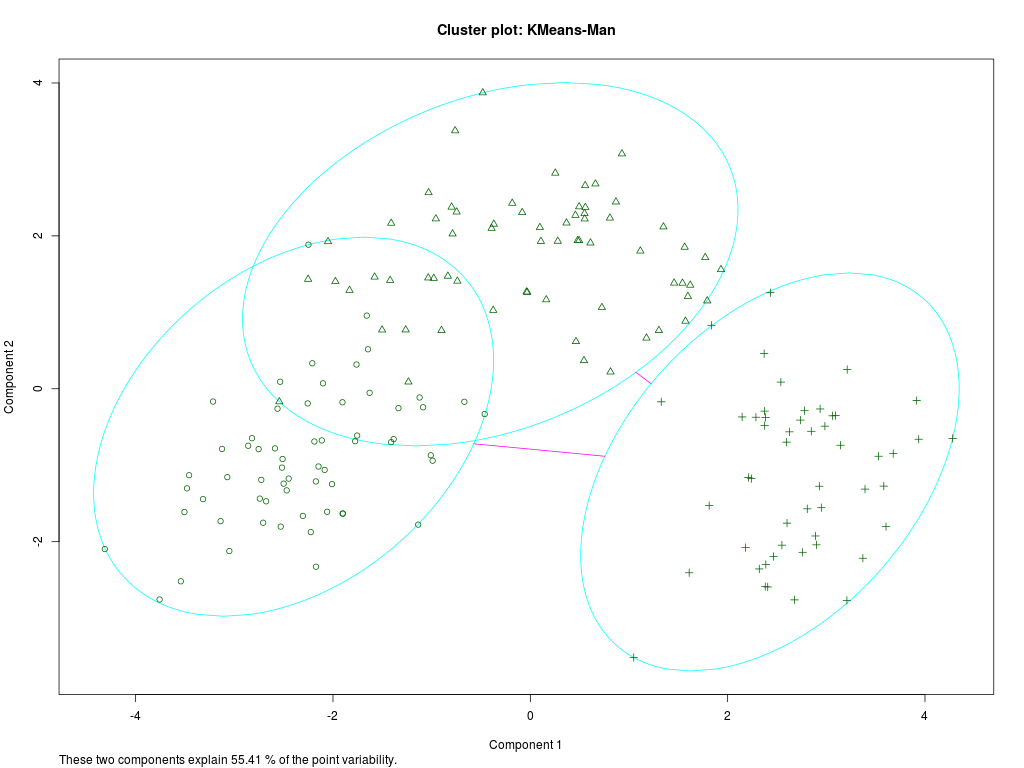 Cluster plot: KMeans-Man
4
2
0
-2
Component 2
-4
-2
0
2
4
Component 1
These two components explain 55.41 % of the point variability.